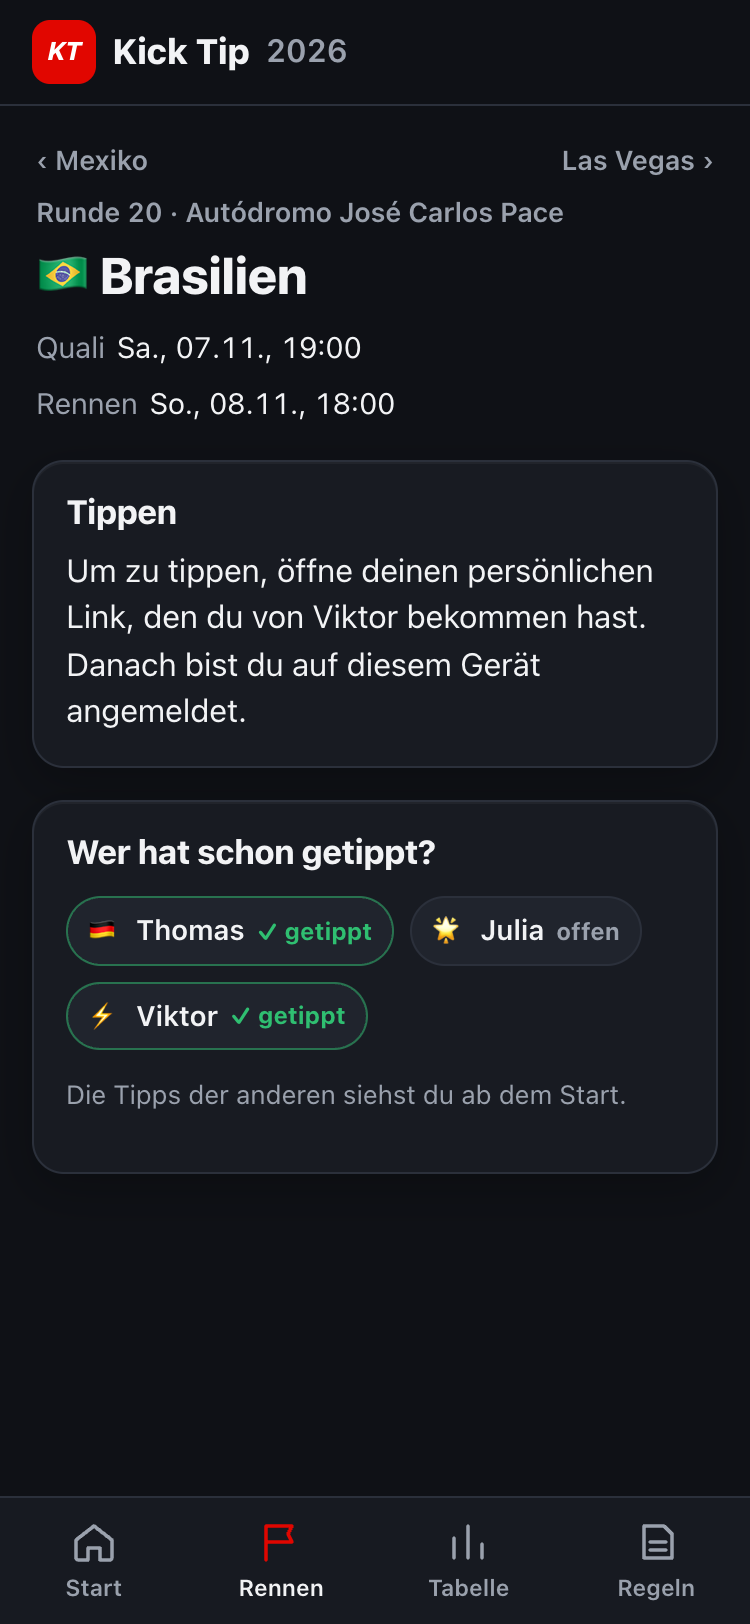 KT Kick Tip 2026
‹ Mexiko Las Vegas ›
Runde 20 · Autódromo José Carlos Pace
🇧🇷 Brasilien
Quali Sa., 07.11., 19:00
Rennen So., 08.11., 18:00
Tippen
Um zu tippen, öffne deinen persönlichen
Link, den du von Viktor bekommen hast.
Danach bist du auf diesem Gerät
angemeldet.
Wer hat schon getippt?
🇩🇪 Thomas ✓ getippt 🌟 Julia offen
⚡ Viktor ✓ getippt
Die Tipps der anderen siehst du ab dem Start.
Start Rennen Tabelle Regeln